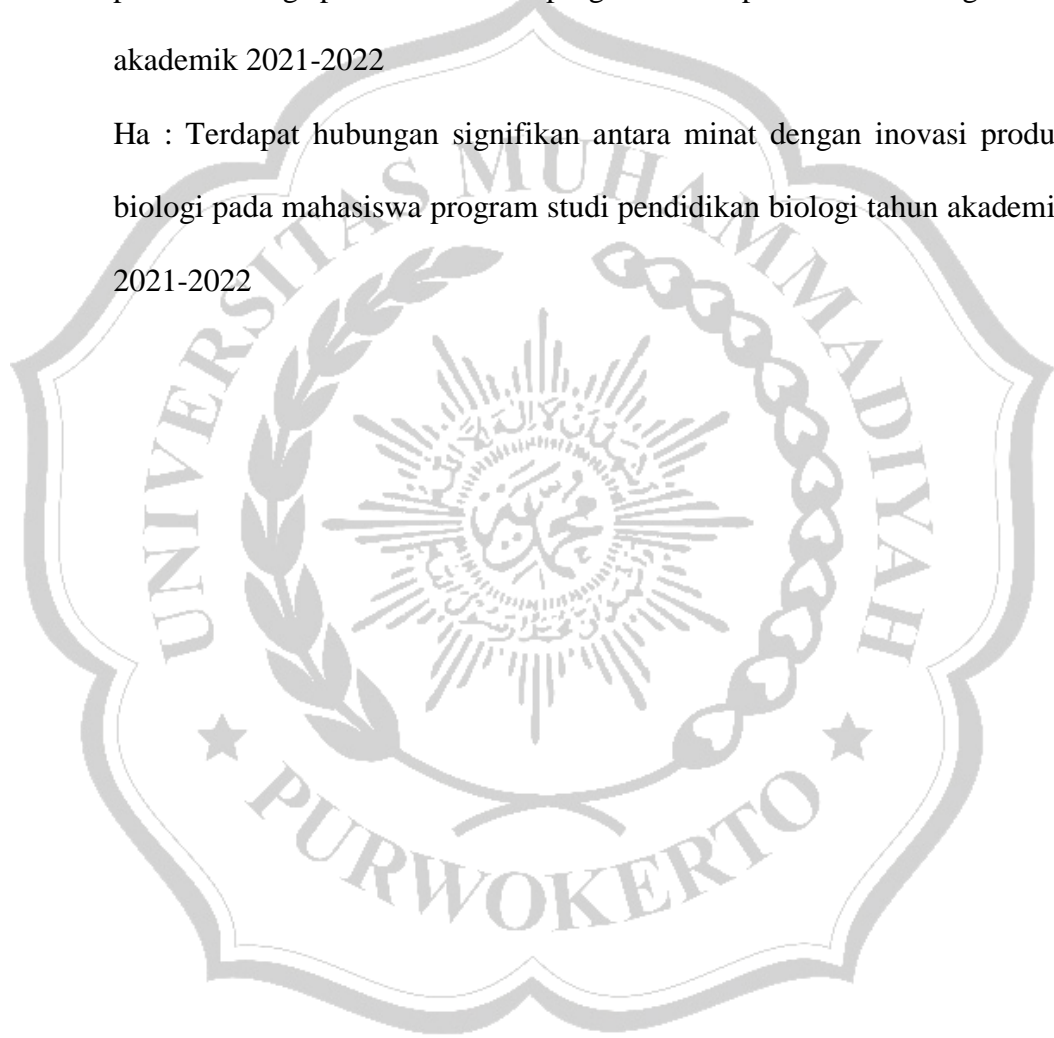 akademik 2021-2022
Ha : Terdapat hubungan signifikan antara minat dengan inovasi produ
biologi pada mahasiswa program studi pendidikan biologi tahun akademi
2021-2022
UNIVERSITAS MUHAMMADIYAH
PURWOKERTO